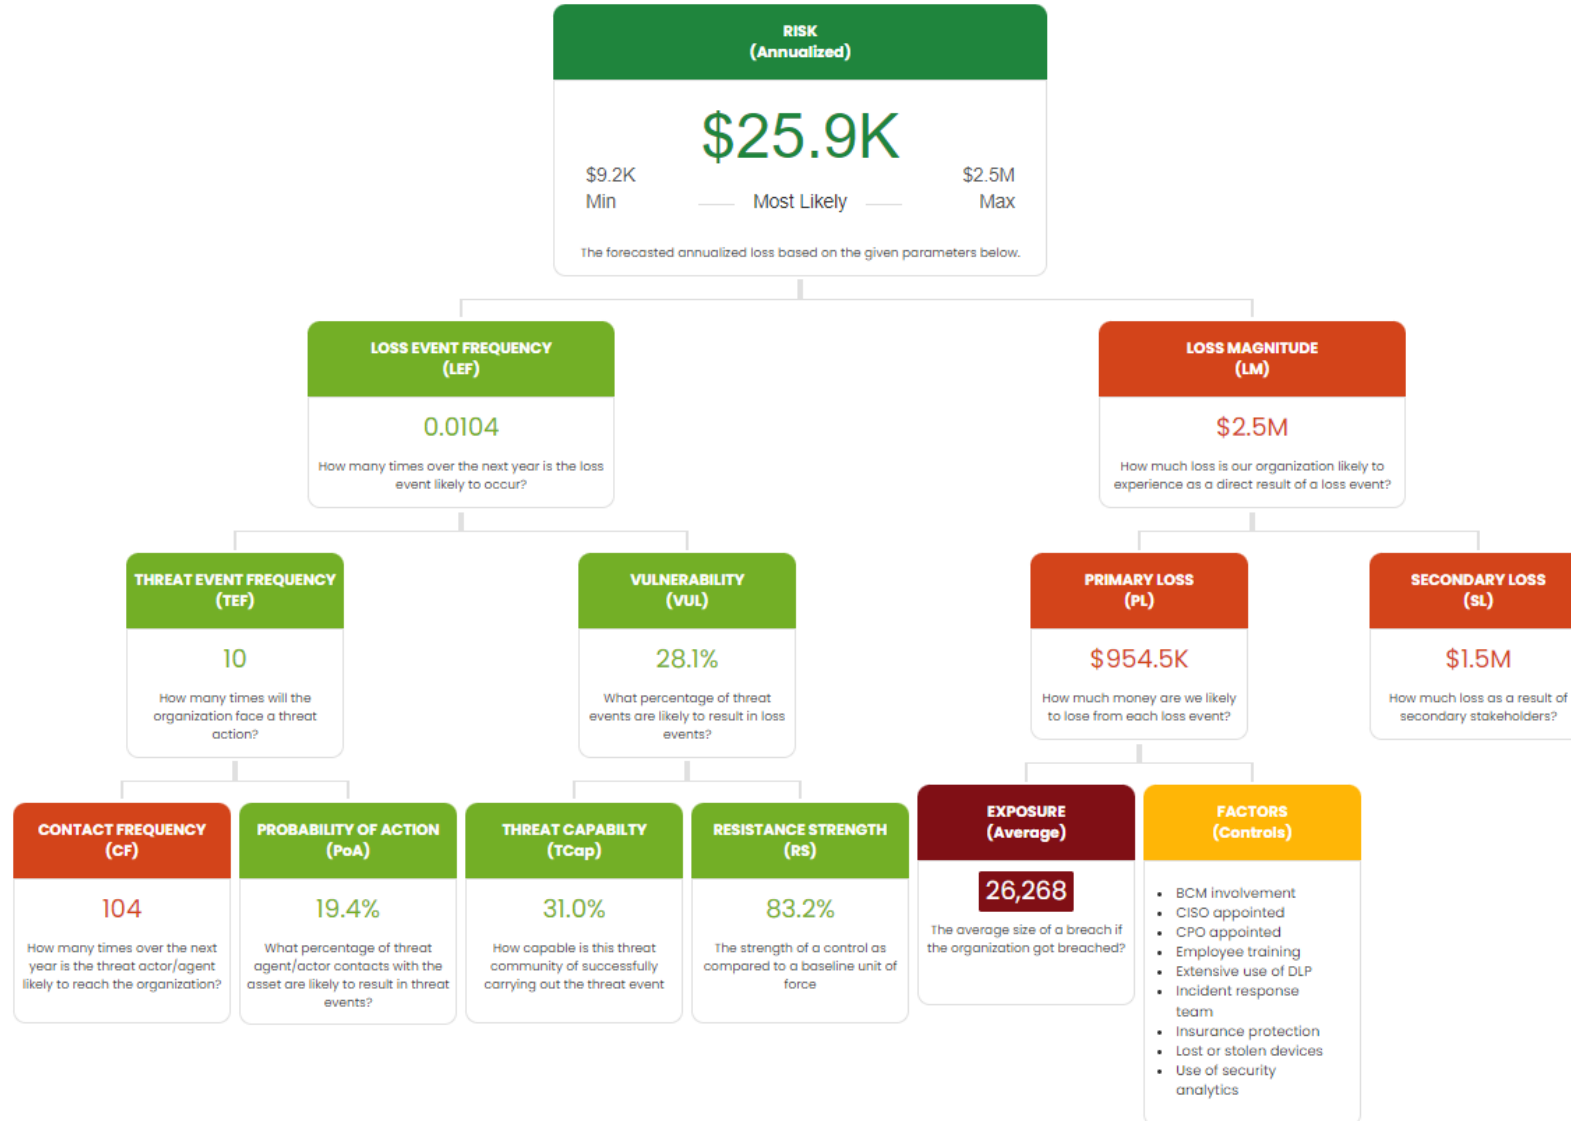 RISK
(Annualized)
$25.9K
$9.2K
Min
Most Likely
$2.5M
Max
The forecasted annualized loss based on the given parameters below.
LOSS EVENT FREQUENCY
(LEF)
0.0104
How many times over the next year is the loss
event likely to occur?
LOSS MAGNITUDE
(LM)
$2.5M
How much loss is our organization likely to
experience as a direct result of a loss event?
THREAT EVENT FREQUENCY
(TEF)
10
How many times will the
organization face a threat
action?
VULNERABILITY
(VUL)
28.1%
What percentage of threat
events are likely to result in loss
events?
PRIMARY LOSS
(PL)
$954.5K
How much money are we likely
to lose from each loss event?
SECONDARY LOSS
(SL)
$1.5M
How much loss as a result of
secondary stakeholders?
CONTACT FREQUENCY
(CF)
104
How many times over the next
year is the threat actor/agent
likely to reach the organization?
PROBABILITY OF ACTION
(PoA)
19.4%
What percentage of threat
agent/actor contacts with the
asset are likely to result in threat
events?
THREAT CAPABILTY
(TCap)
31.0%
How capable is this threat
community of successfully
carrying out the threat event
RESISTANCE STRENGTH
(RS)
83.2%
The strength of a control as
compared to a baseline unit of
force
EXPOSURE
(Average)
26,268
The average size of a breach if
the organization got breached?
FACTORS
(Controls)
• BCM involvement
• CISO appointed
• CPO appointed
• Employee training
• Extensive use of DLP
• Incident response
team
• Insurance protection
• Lost or stolen devices
• Use of security
analytics